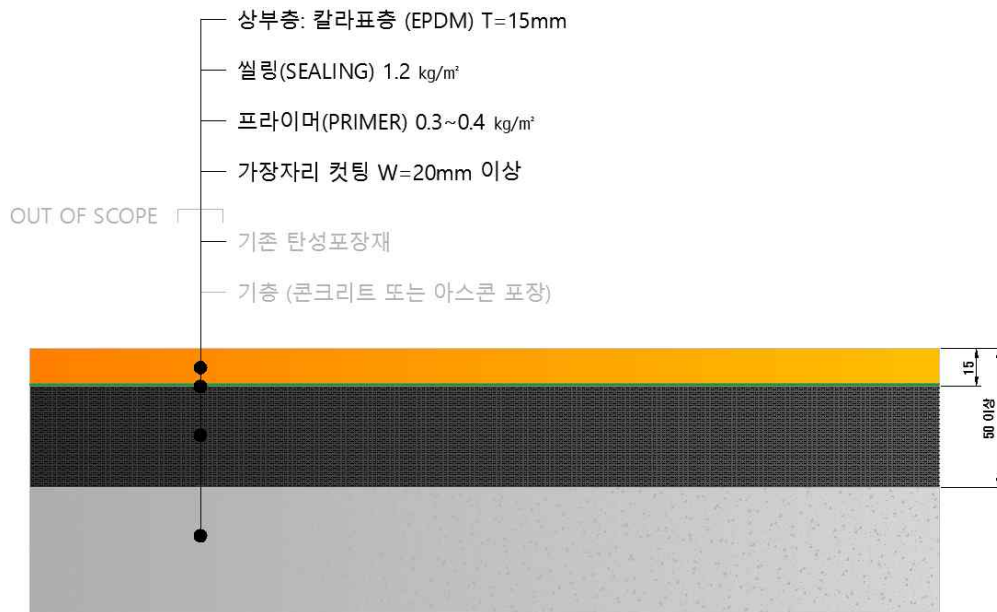 상부층: 칼라표층 (EPDM) T=15mm
씰링(SEALING) 1.2 kg/㎡
프라이머(PRIMER) 0.3~0.4 kg/㎡
가장자리 컷팅 W=20mm 이상
OUT OF SCOPE
기존 탄성포장재
기층 (콘크리트 또는 아스콘 포장)
15
50 이상